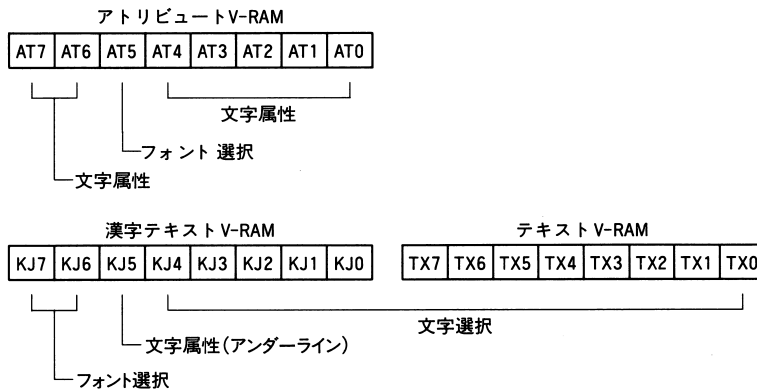 アトリビュートV-RAM
AT7 AT6 AT5 AT4 AT3 AT2 AT1 AT0
文字属性
フォント 選択
文字属性
漢字テキストV-RAM
KJ7 KJ6 KJ5 KJ4 KJ3 KJ2 KJ1 KJ0
テキストV-RAM
TX7 TX6 TX5 TX4 TX3 TX2 TX1 TX0
文字選択
文字属性(アンダーライン)
フォント選択